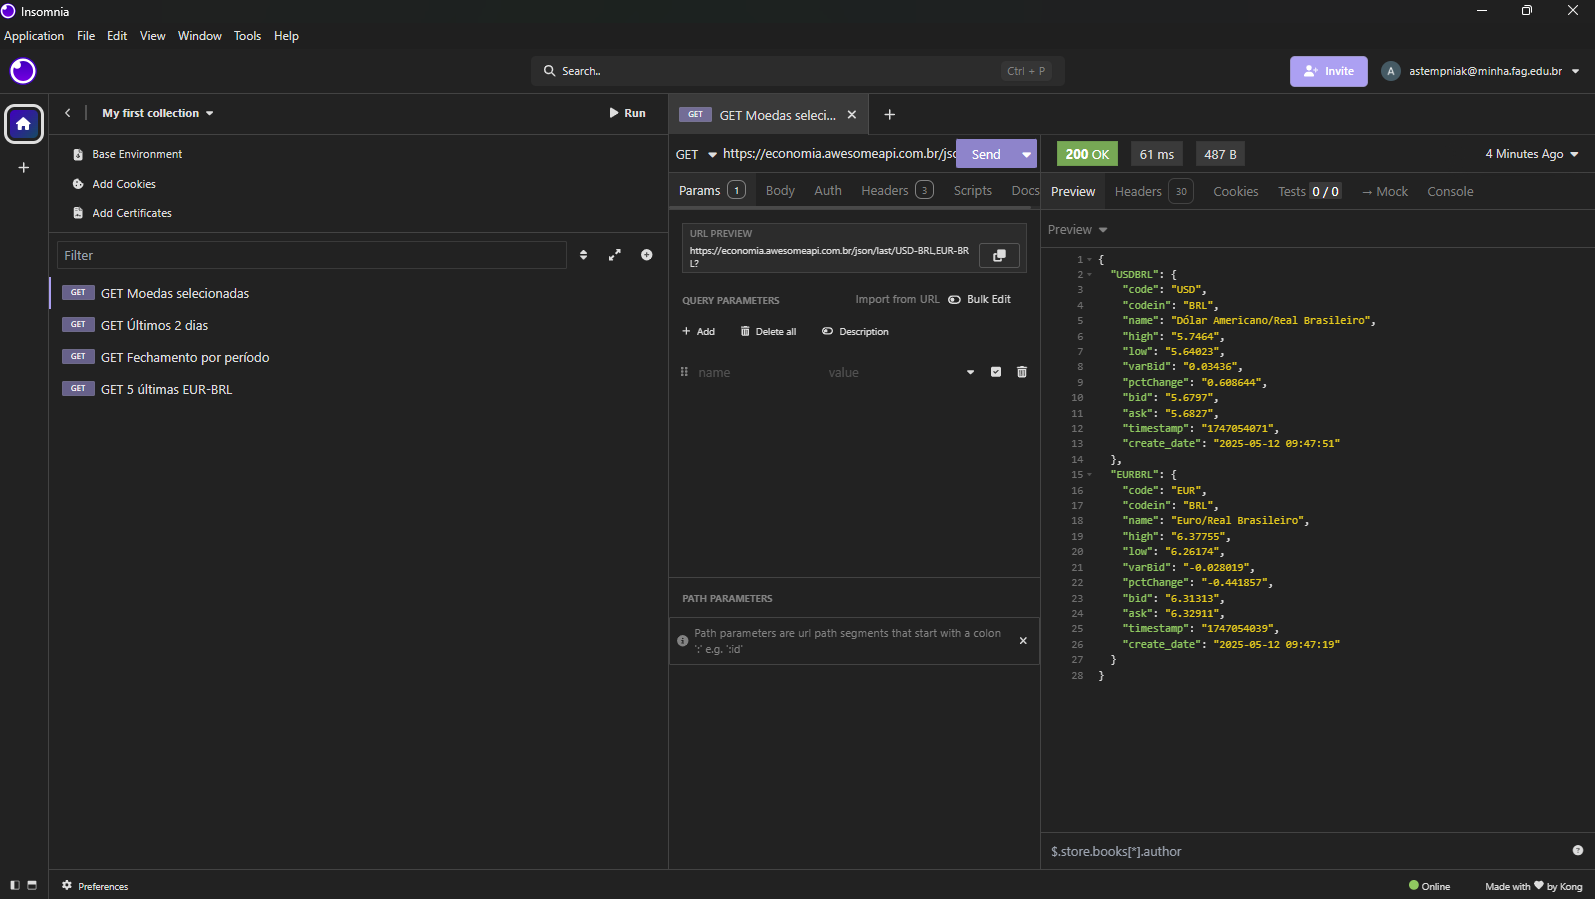 Insomnia
Application File Edit View Window Tools Help
Search.. Ctrl + P
Invite
A astempniak@minha.fag.edu.br
My first collection
Run
Base Environment
Add Cookies
Add Certificates
Filter
GET GET Moedas selecionadas
GET GET Últimos 2 dias
GET GET Fechamento por período
GET GET 5 últimas EUR-BRL
GET GET Moedas seleci...
GET https://economia.awesomeapi.com.br/jsc Send
Params 1 Body Auth Headers 3 Scripts Docs
URL PREVIEW
https://economia.awesomeapi.com.br/json/last/USD-BRL,EUR-BR
L?
QUERY PARAMETERS Import from URL Bulk Edit
Add Delete all Description
name value
PATH PARAMETERS
Path parameters are url path segments that start with a colon
':' e.g. ':id'
200 OK 61 ms 487 B 4 Minutes Ago
Preview Headers 30 Cookies Tests 0 / 0 → Mock Console
Preview
1 {
2 "USDBRL": {
3 "code": "USD",
4 "codein": "BRL",
5 "name": "Dólar Americano/Real Brasileiro",
6 "high": "5.7464",
7 "low": "5.64023",
8 "varBid": "0.03436",
9 "pctChange": "0.608644",
10 "bid": "5.6797",
11 "ask": "5.6827",
12 "timestamp": "1747054071",
13 "create_date": "2025-05-12 09:47:51"
14 },
15 "EURBRL": {
16 "code": "EUR",
17 "codein": "BRL",
18 "name": "Euro/Real Brasileiro",
19 "high": "6.37755",
20 "low": "6.26174",
21 "varBid": "-0.028019",
22 "pctChange": "-0.441857",
23 "bid": "6.31313",
24 "ask": "6.32911",
25 "timestamp": "1747054039",
26 "create_date": "2025-05-12 09:47:19"
27 }
28 }
$.store.books[*].author
Preferences
Online
Made with ♥ by Kong